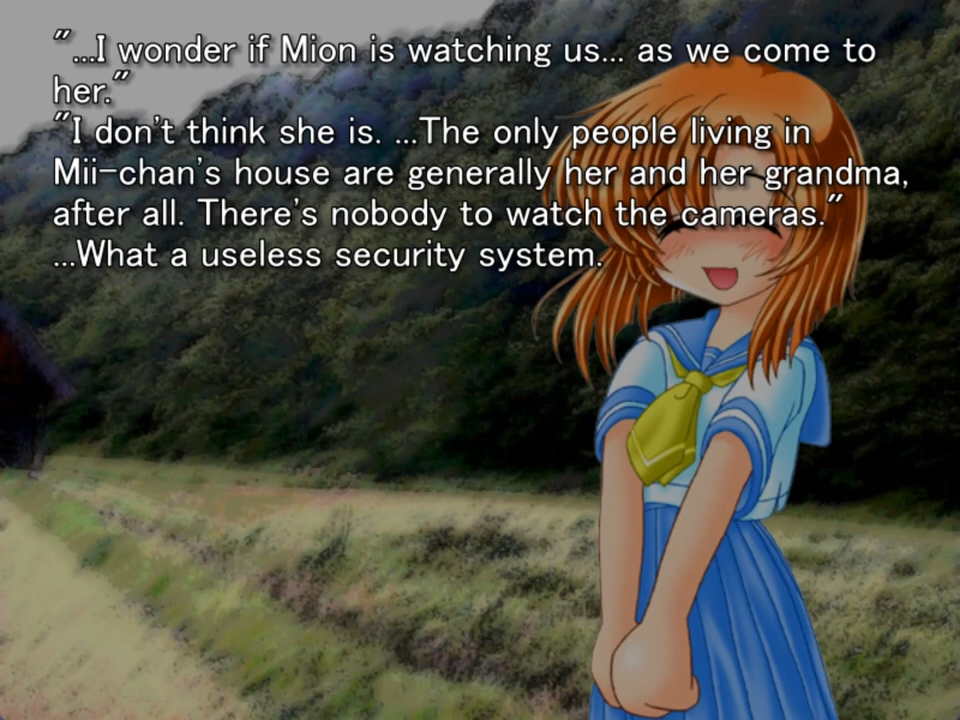 "...I wonder if Mion is watching us... as we come to
her."
"I don't think she is. ...The only people living in
Mii-chan's house are generally her and her grandma,
after all. There's nobody to watch the cameras."
...What a useless security system.